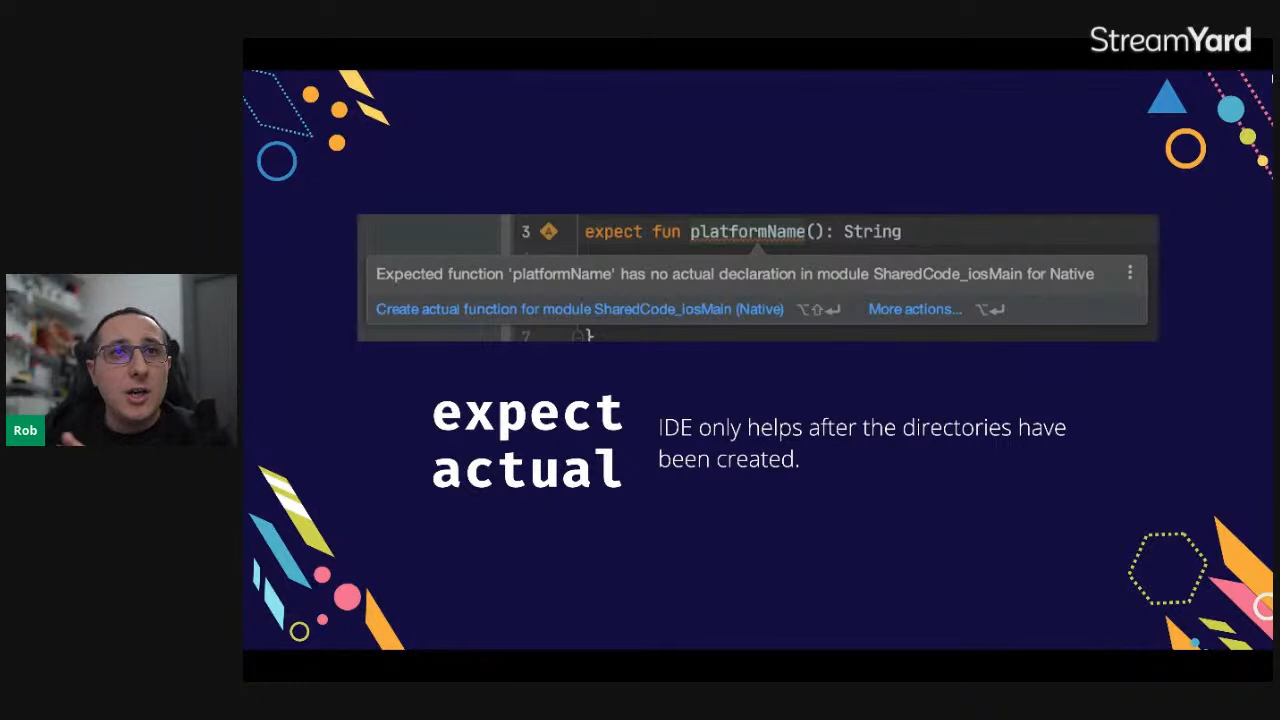 StreamYard
3 expect fun platformName(): String
Expected function 'platformName' has no actual declaration in module SharedCode_iosMain for Native
Create actual function for module SharedCode_iosMain (Native) ⌥⇧↩ More actions... ⌥↩
7 }
expect
actual
IDE only helps after the directories have
been created.
Rob